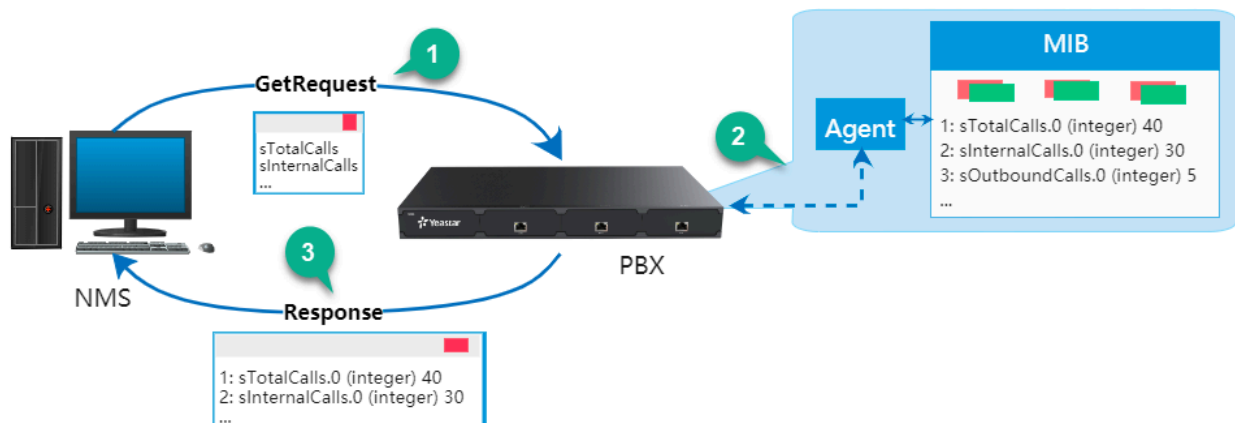 1
GetRequest
sTotalCalls
sInternalCalls
...
NMS
Yeastar
PBX
2
Agent
MIB
1: sTotalCalls.0 (integer) 40
2: sInternalCalls.0 (integer) 30
3: sOutboundCalls.0 (integer) 5
...
3
Response
1: sTotalCalls.0 (integer) 40
2: sInternalCalls.0 (integer) 30
...